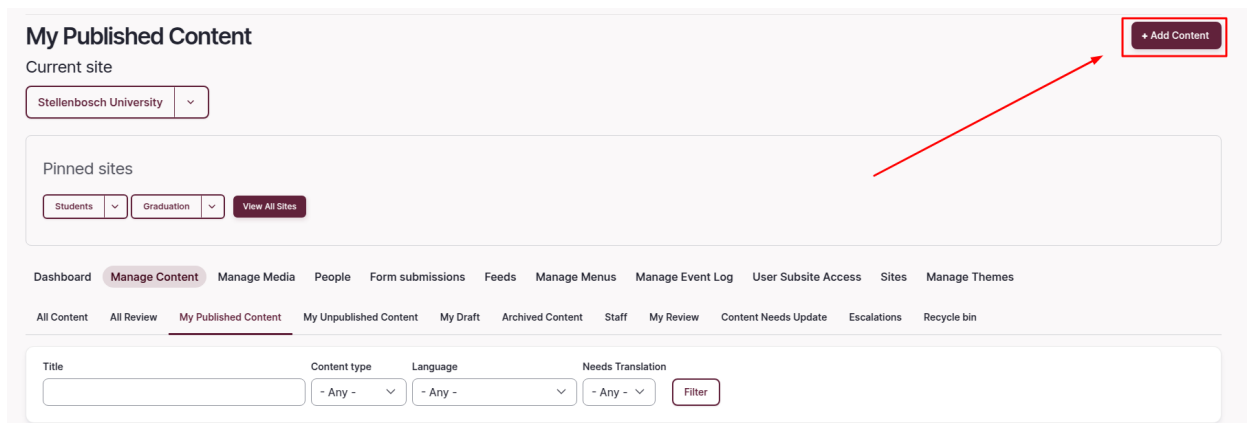 My Published Content
+ Add Content
Current site
Stellenbosch University
Pinned sites
Students Graduation View All Sites
Dashboard Manage Content Manage Media People Form submissions Feeds Manage Menus Manage Event Log User Subsite Access Sites Manage Themes
All Content All Review My Published Content My Unpublished Content My Draft Archived Content Staff My Review Content Needs Update Escalations Recycle bin
Title Content type Language Needs Translation
- Any - - Any - - Any - Filter